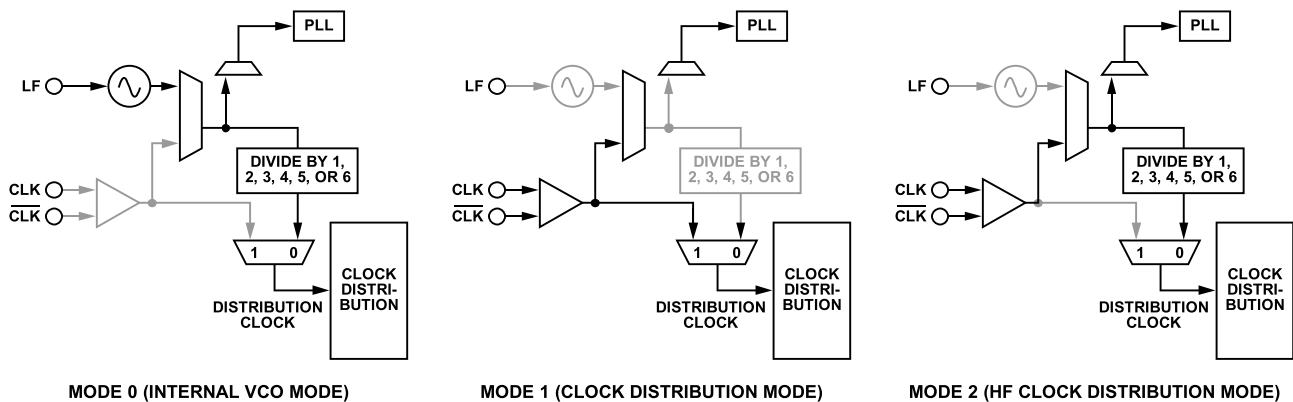 PLL
LF
DIVIDE BY 1,
2, 3, 4, 5, OR 6
CLK
CLK
1 0
CLOCK
DISTRI-
BUTION
DISTRIBUTION
CLOCK
MODE 0 (INTERNAL VCO MODE)
PLL
LF
DIVIDE BY 1,
2, 3, 4, 5, OR 6
CLK
CLK
1 0
CLOCK
DISTRI-
BUTION
DISTRIBUTION
CLOCK
MODE 1 (CLOCK DISTRIBUTION MODE)
PLL
LF
DIVIDE BY 1,
2, 3, 4, 5, OR 6
CLK
CLK
1 0
CLOCK
DISTRI-
BUTION
DISTRIBUTION
CLOCK
MODE 2 (HF CLOCK DISTRIBUTION MODE)